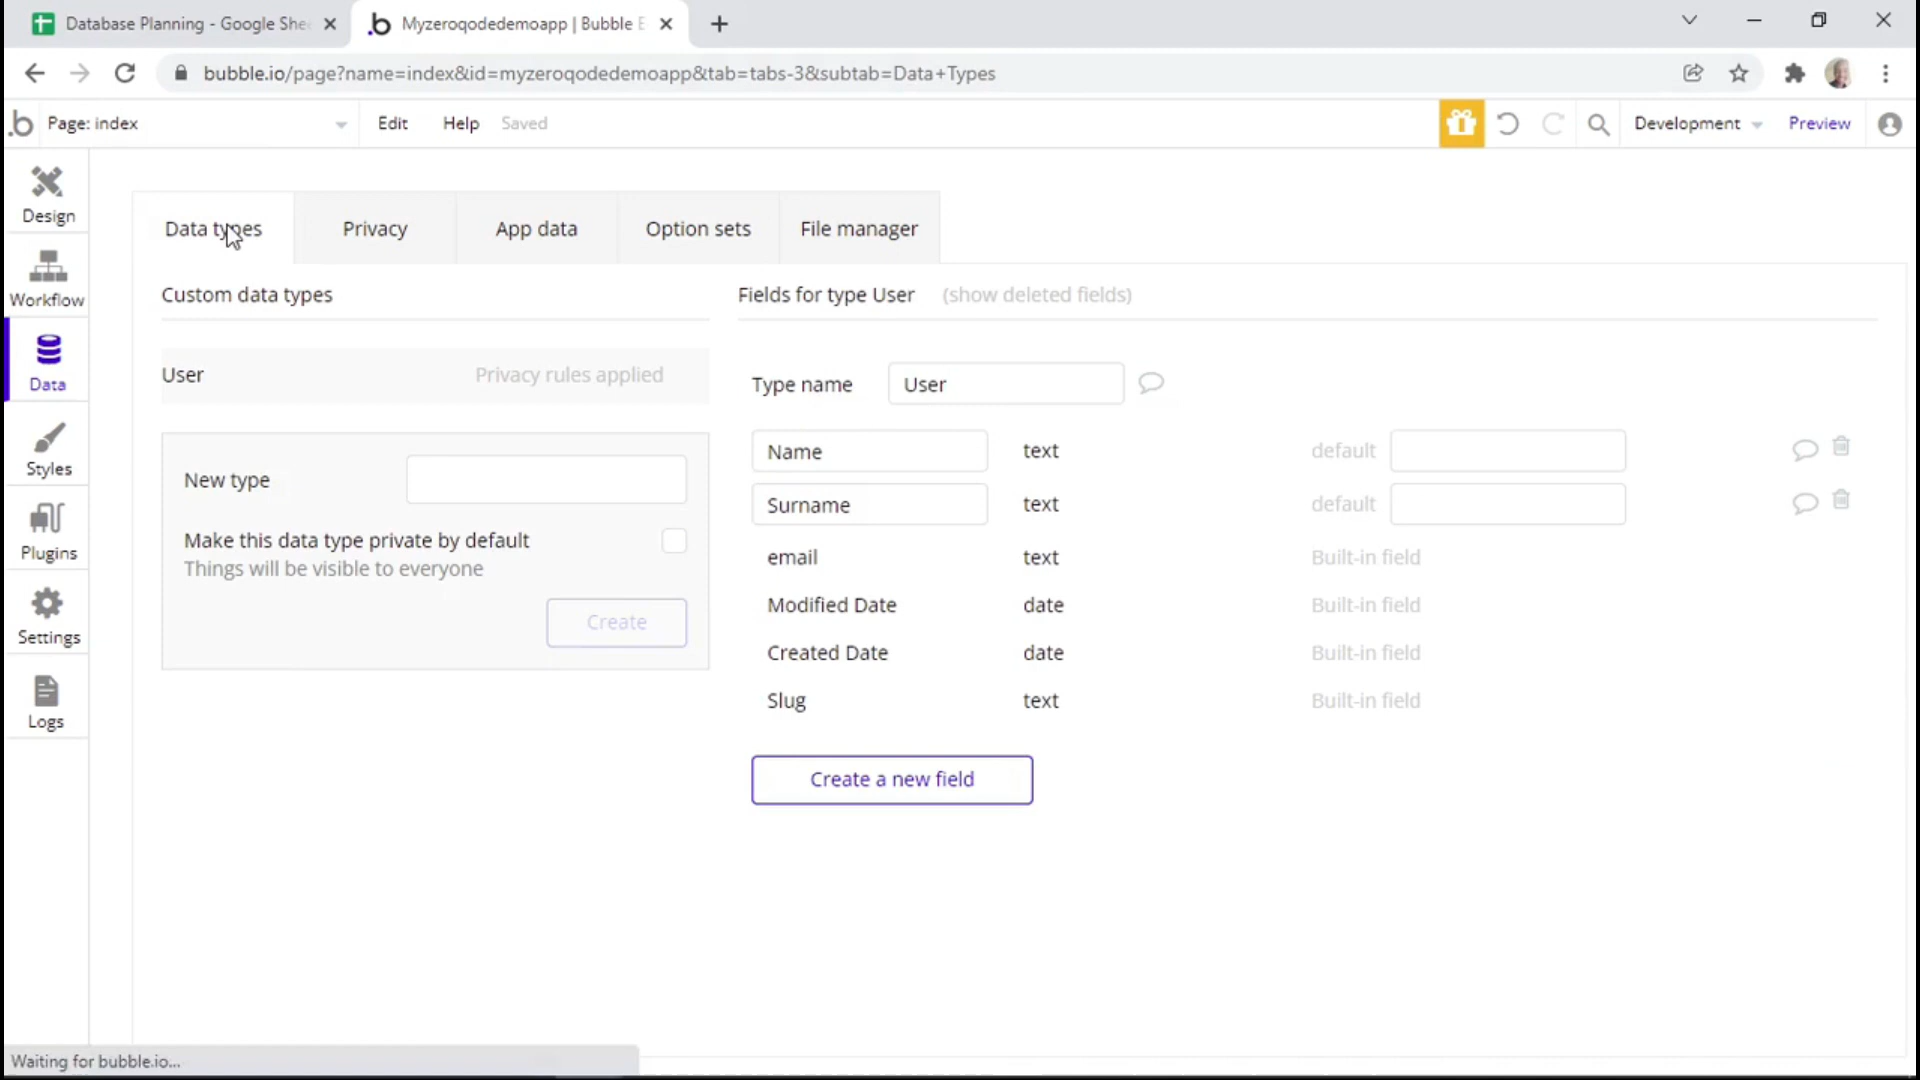 Database Planning - Google She
Myzeroqodedemoapp | Bubble E
bubble.io/page?name=index&id=myzeroqodedemoapp&tab=tabs-3&subtab=Data+Types
Page: index
Edit
Help
Saved
Development
Preview
Design
Workflow
Data
Styles
Plugins
Settings
Logs
Data types
Privacy
App data
Option sets
File manager
Custom data types
User
Privacy rules applied
New type
Make this data type private by default
Things will be visible to everyone
Create
Fields for type User (show deleted fields)
Type name User
Name text default
Surname text default
email text Built-in field
Modified Date date Built-in field
Created Date date Built-in field
Slug text Built-in field
Create a new field
Waiting for bubble.io...